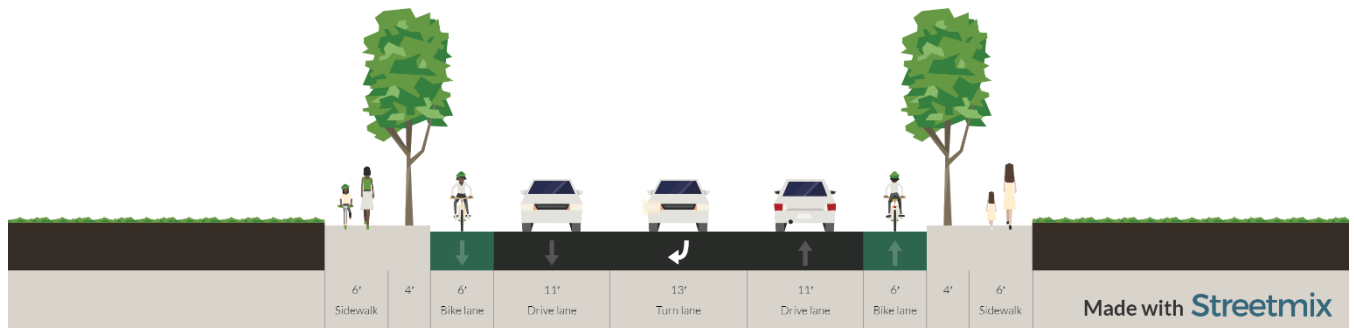 6' 4' 6' 11' 13' 11' 6' 4' 6'
Sidewalk Bike lane Drive lane Turn lane Drive lane Bike lane Sidewalk
Made with Streetmix